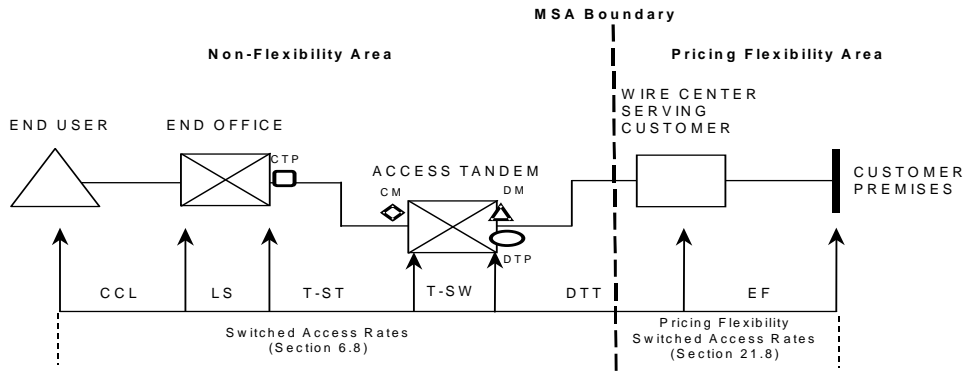 MSA Boundary
Non-Flexibility Area
Pricing Flexibility Area
WIRE CENTER
SERVING
CUSTOMER
END USER
END OFFICE
CTP
ACCESS TANDEM
CM
DM
CUSTOMER
PREMISES
DTP
CCL
LS
T-ST
T-SW
DTT
EF
Switched Access Rates
(Section 6.8)
Pricing Flexibility
Switched Access Rates
(Section 21.8)